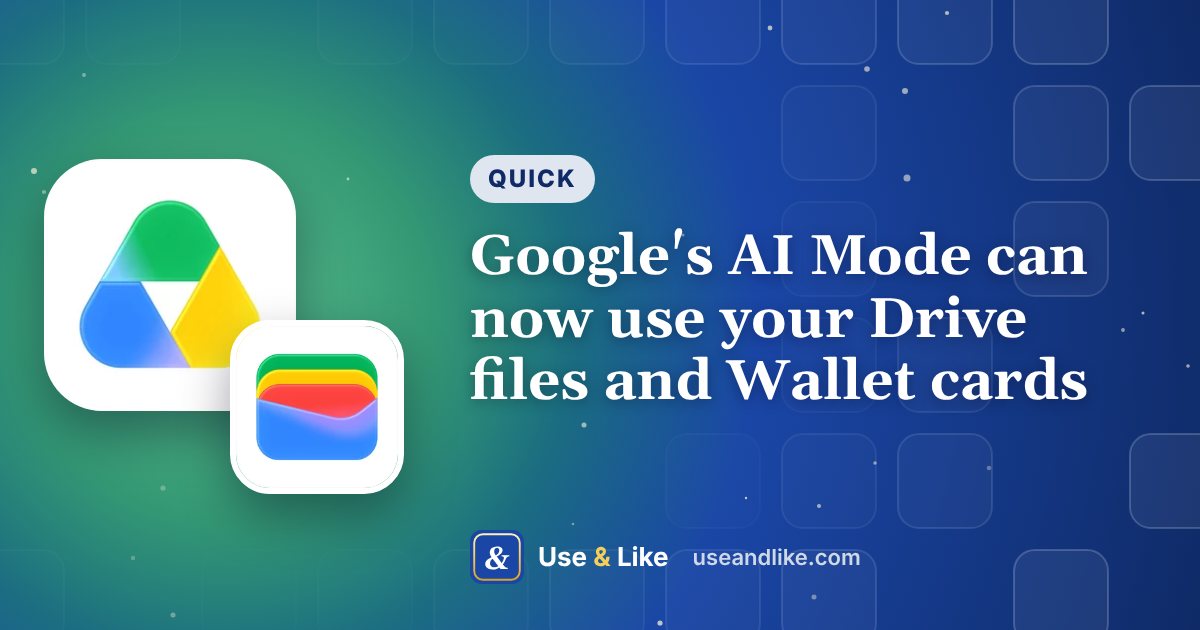 QUICK
Google's AI Mode can
now use your Drive
files and Wallet cards
& Use & Like useandlike.com